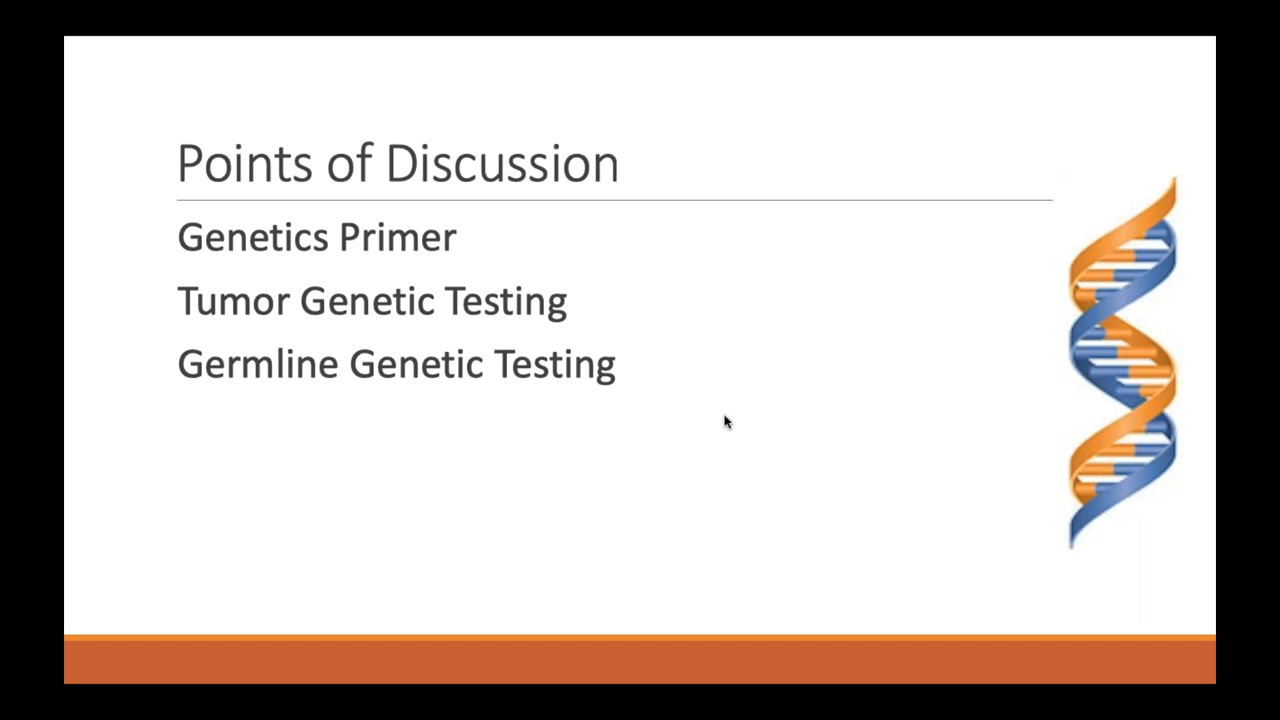 Points of Discussion
Genetics Primer
Tumor Genetic Testing
Germline Genetic Testing